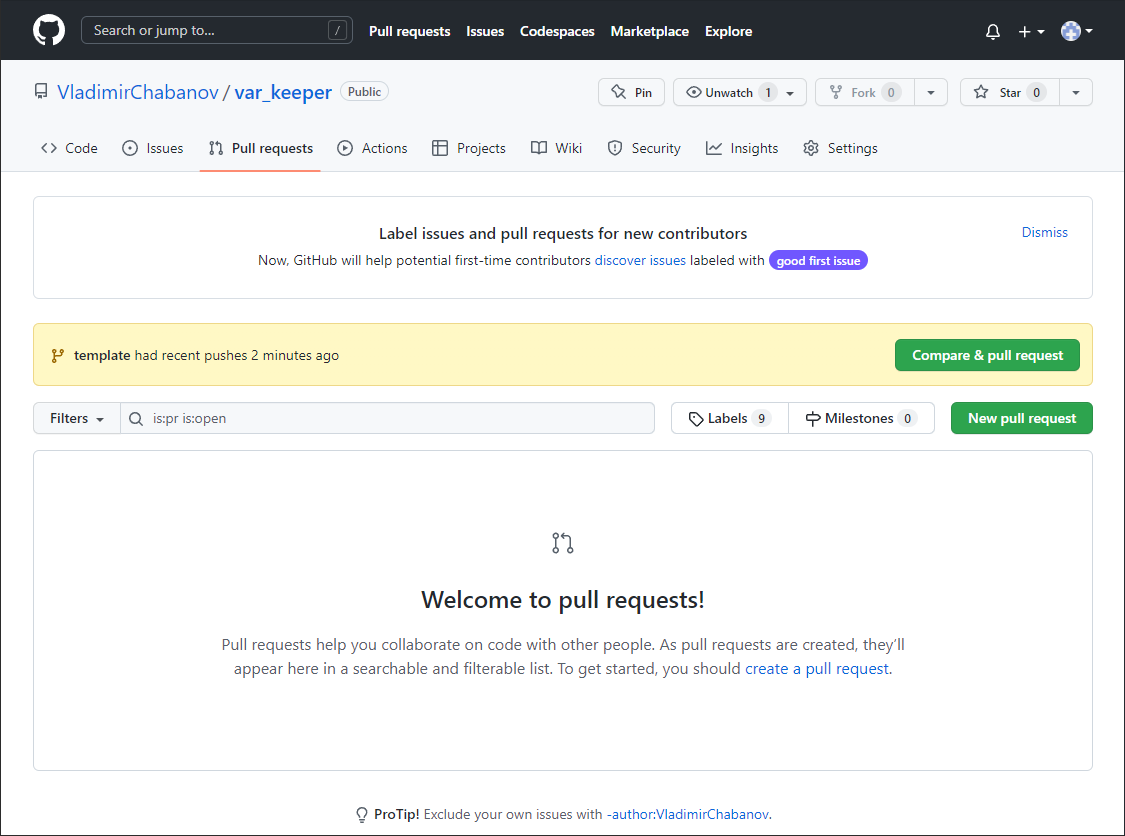 Search or jump to... / Pull requests Issues Codespaces Marketplace Explore
VladimirChabanov / var_keeper Public Pin Unwatch 1 Fork 0 Star 0
Code Issues Pull requests Actions Projects Wiki Security Insights Settings
Label issues and pull requests for new contributors Dismiss
Now, GitHub will help potential first-time contributors discover issues labeled with good first issue
template had recent pushes 2 minutes ago Compare & pull request
Filters is:pr is:open Labels 9 Milestones 0 New pull request
Welcome to pull requests!
Pull requests help you collaborate on code with other people. As pull requests are created, they’ll
appear here in a searchable and filterable list. To get started, you should create a pull request.
ProTip! Exclude your own issues with -author:VladimirChabanov.